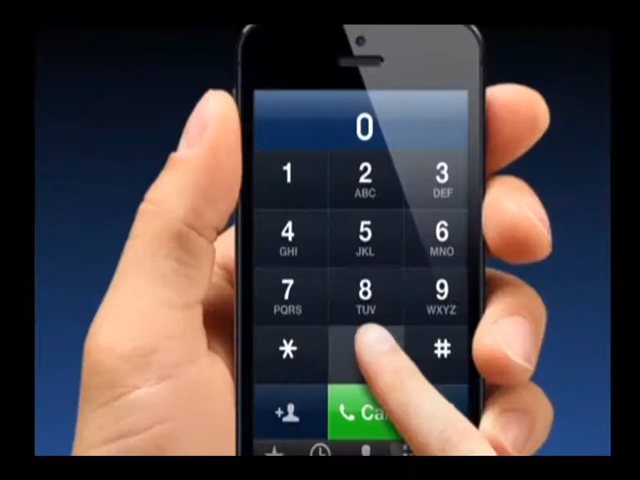 0
1 2 3
ABC DEF
4 5 6
GHI JKL MNO
7 8 9
PQRS TUV WXYZ
* #
+